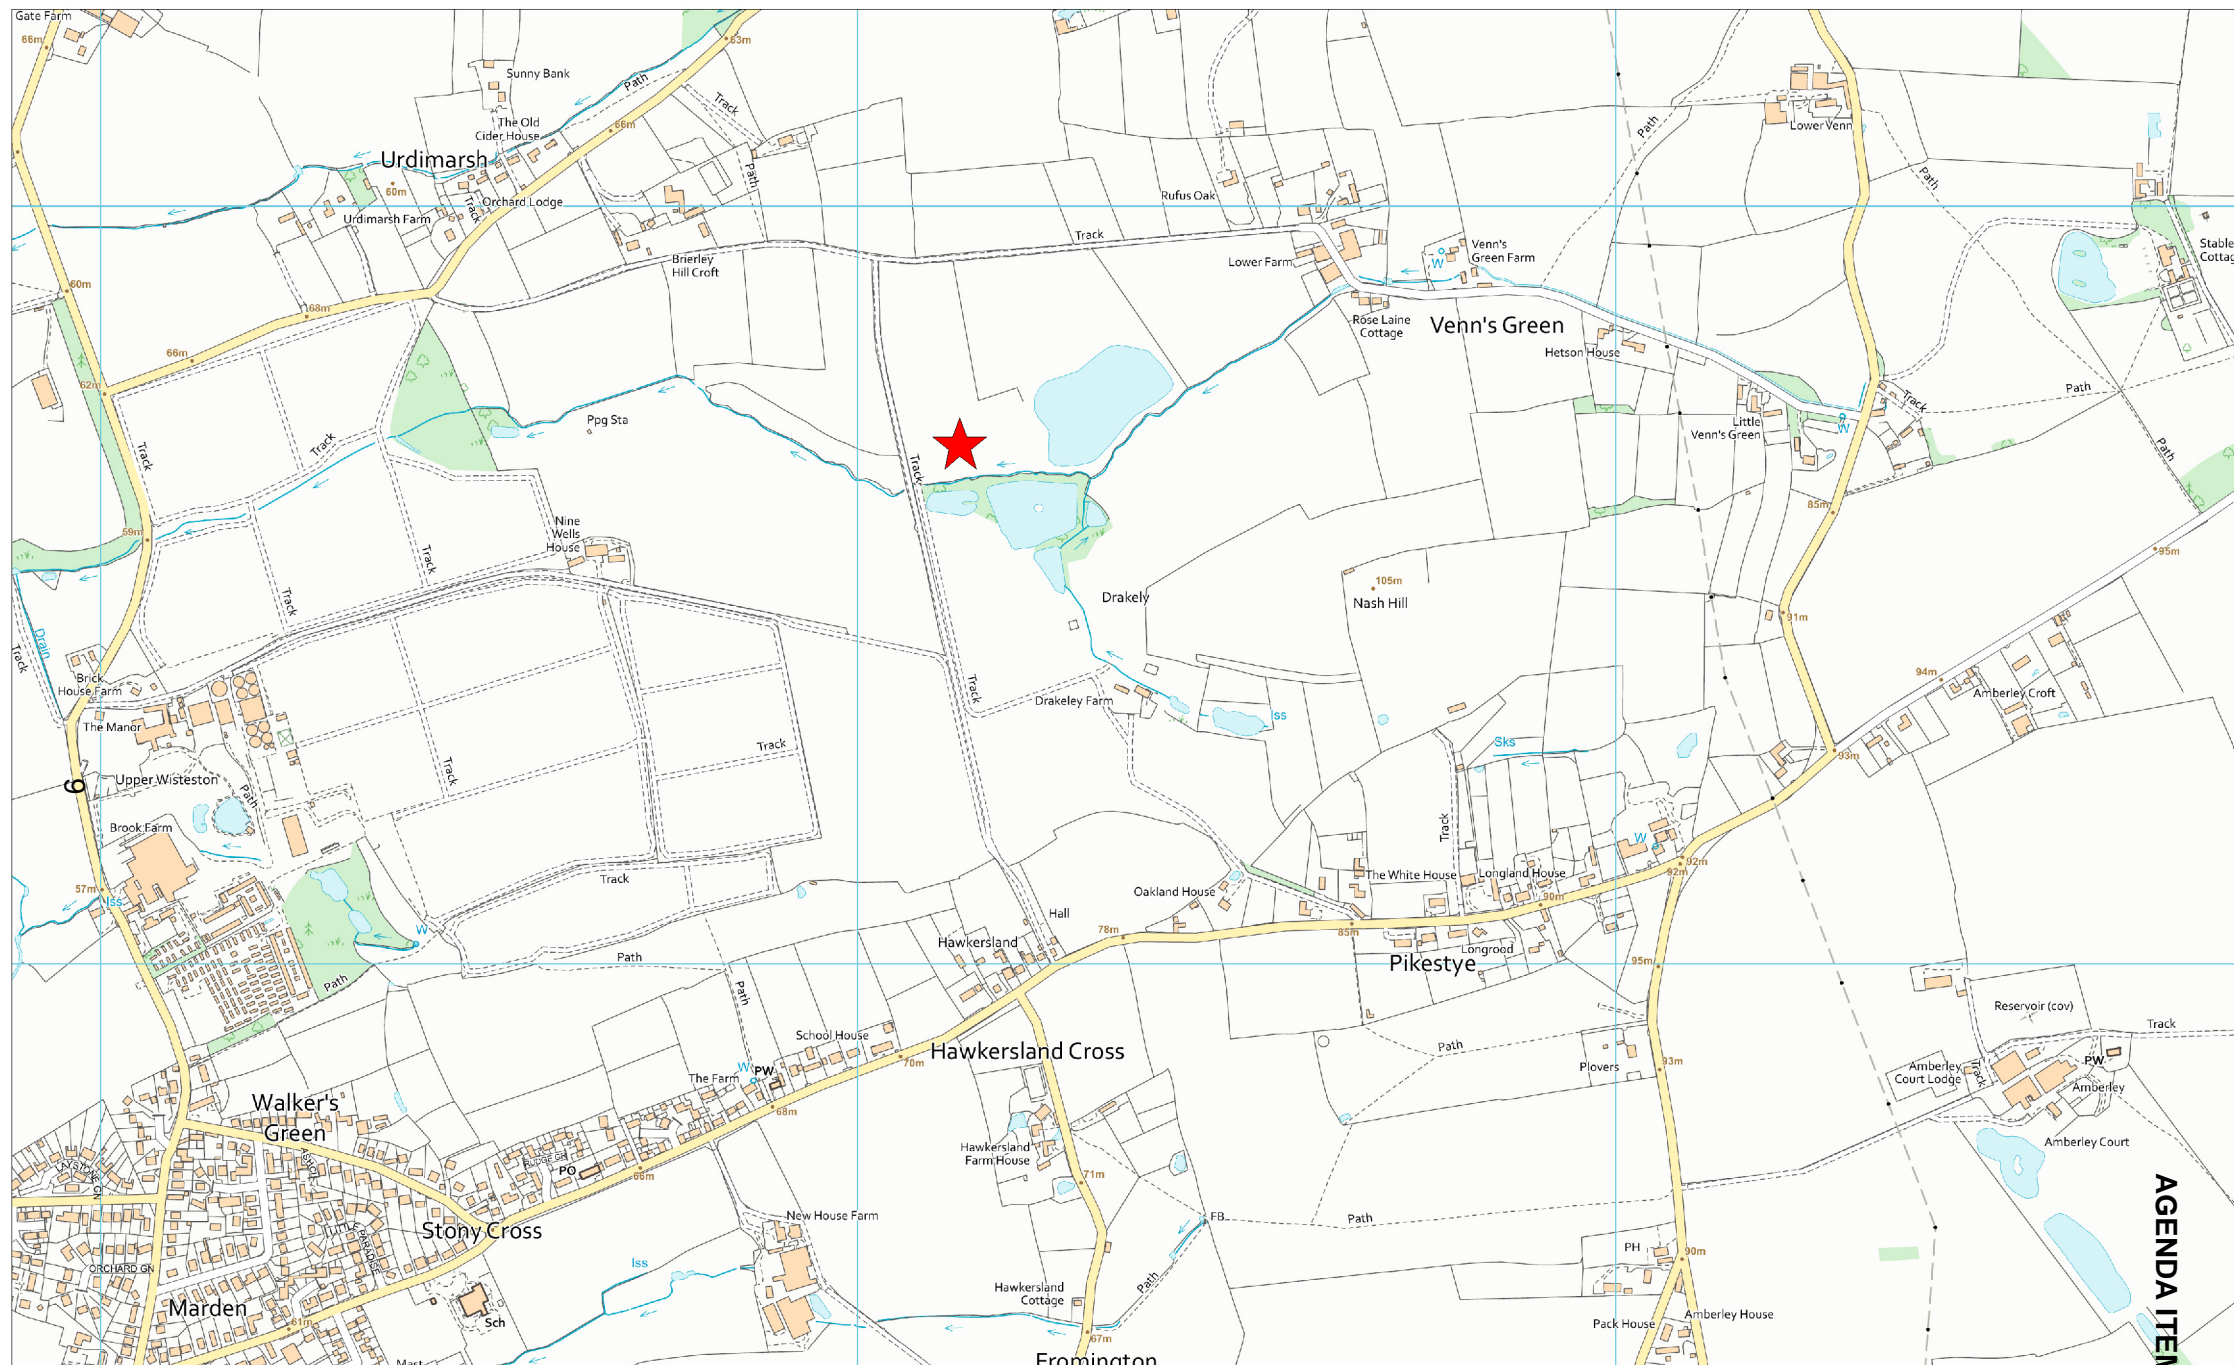 Gate Farm
66m
63m
Sunny Bank
Path
Track
The Old
Cider House
66m
Lower Venn
Path
Urdimarsh
60m
Path
Path
Rufus Oak
Urdimarsh Farm
Track
Orchard Lodge
Track
Venn's
Green Farm
W
Lower Farm
Brierley
Hill Croft
60m
68m
Rose Laine
Cottage
Venn's Green
Hetson House
66m
62m
Path
Track
Ppg Sta
Little
Venn's Green
W
Track
Track
Track
Path
85m
Nine
Wells
House
59m
95m
Track
Track
105m
Nash Hill
Drakely
91m
Drain
Track
Brick
House Farm
94m
Amberley Croft
Track
Drakeley Farm
Iss
The Manor
Track
Sks
93m
Upper Wisteston
Track
6
Path
Brook Farm
Track
W
92m
92m
57m
Iss
Track
The White House
Longland House
Oakland House
90m
Hall
78m
85m
W
Hawkersland
Longrood
Pikestye
95m
Path
Path
Path
Reservoir (cov)
Track
School House
Hawkersland Cross
Path
70m
93m
Plovers
W
PW
The Farm
PW
Amberley
Court Lodge
Track
Amberley
68m
Walker's
Green
Amberley Court
Hawkersland
Farm House
RUDGE GR
PO
66m
71m
LAYSTONE GN
New House Farm
FB
Path
Stony Cross
LITTLE PARADISE
PH
90m
ORCHARD GN
Iss
Path
Hawkersland
Cottage
Marden
61m
Sch
Pack House
Amberley House
67m
AGENDA ITEM